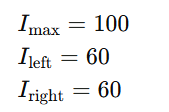 I_max = 100
I_left = 60
I_right = 60